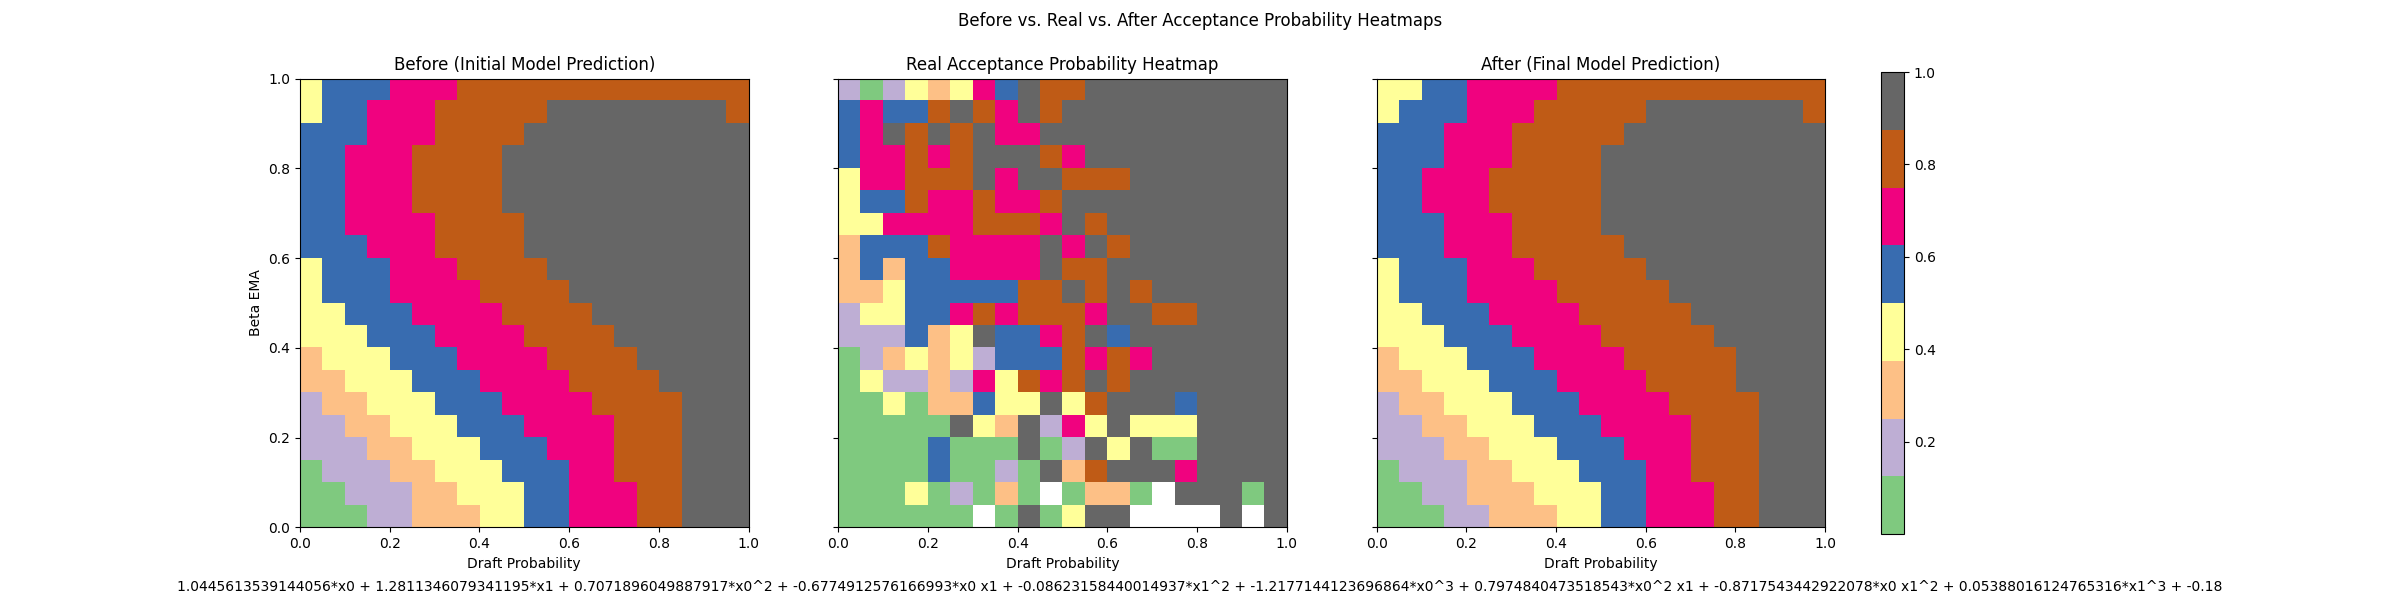 Before vs. Real vs. After Acceptance Probability Heatmaps
Before (Initial Model Prediction)
Real Acceptance Probability Heatmap
After (Final Model Prediction)
1.0
0.8
0.6
0.4
0.2
0.0
Beta EMA
0.0 0.2 0.4 0.6 0.8 1.0
Draft Probability
0.0 0.2 0.4 0.6 0.8 1.0
Draft Probability
0.0 0.2 0.4 0.6 0.8 1.0
Draft Probability
1.0
0.8
0.6
0.4
0.2
1.0445613539144056*x0 + 1.2811346079341195*x1 + 0.7071896049887917*x0^2 + -0.6774912576166993*x0 x1 + -0.08623158440014937*x1^2 + -1.2177144123696864*x0^3 + 0.7974840473518543*x0^2 x1 + -0.8717543442922078*x0 x1^2 + 0.05388016124765316*x1^3 + -0.18